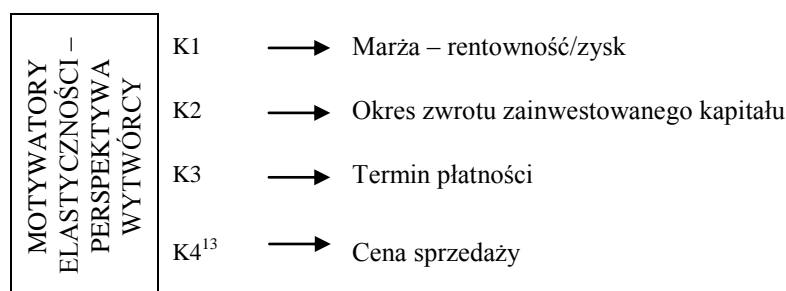 MOTYWATORY
ELASTYCZNOŚCI –
PERSPEKTYWA
WYTWÓRCY
K1 Marża – rentowność/zysk
K2 Okres zwrotu zainwestowanego kapitału
K3 Termin płatności
K4¹³ Cena sprzedaży